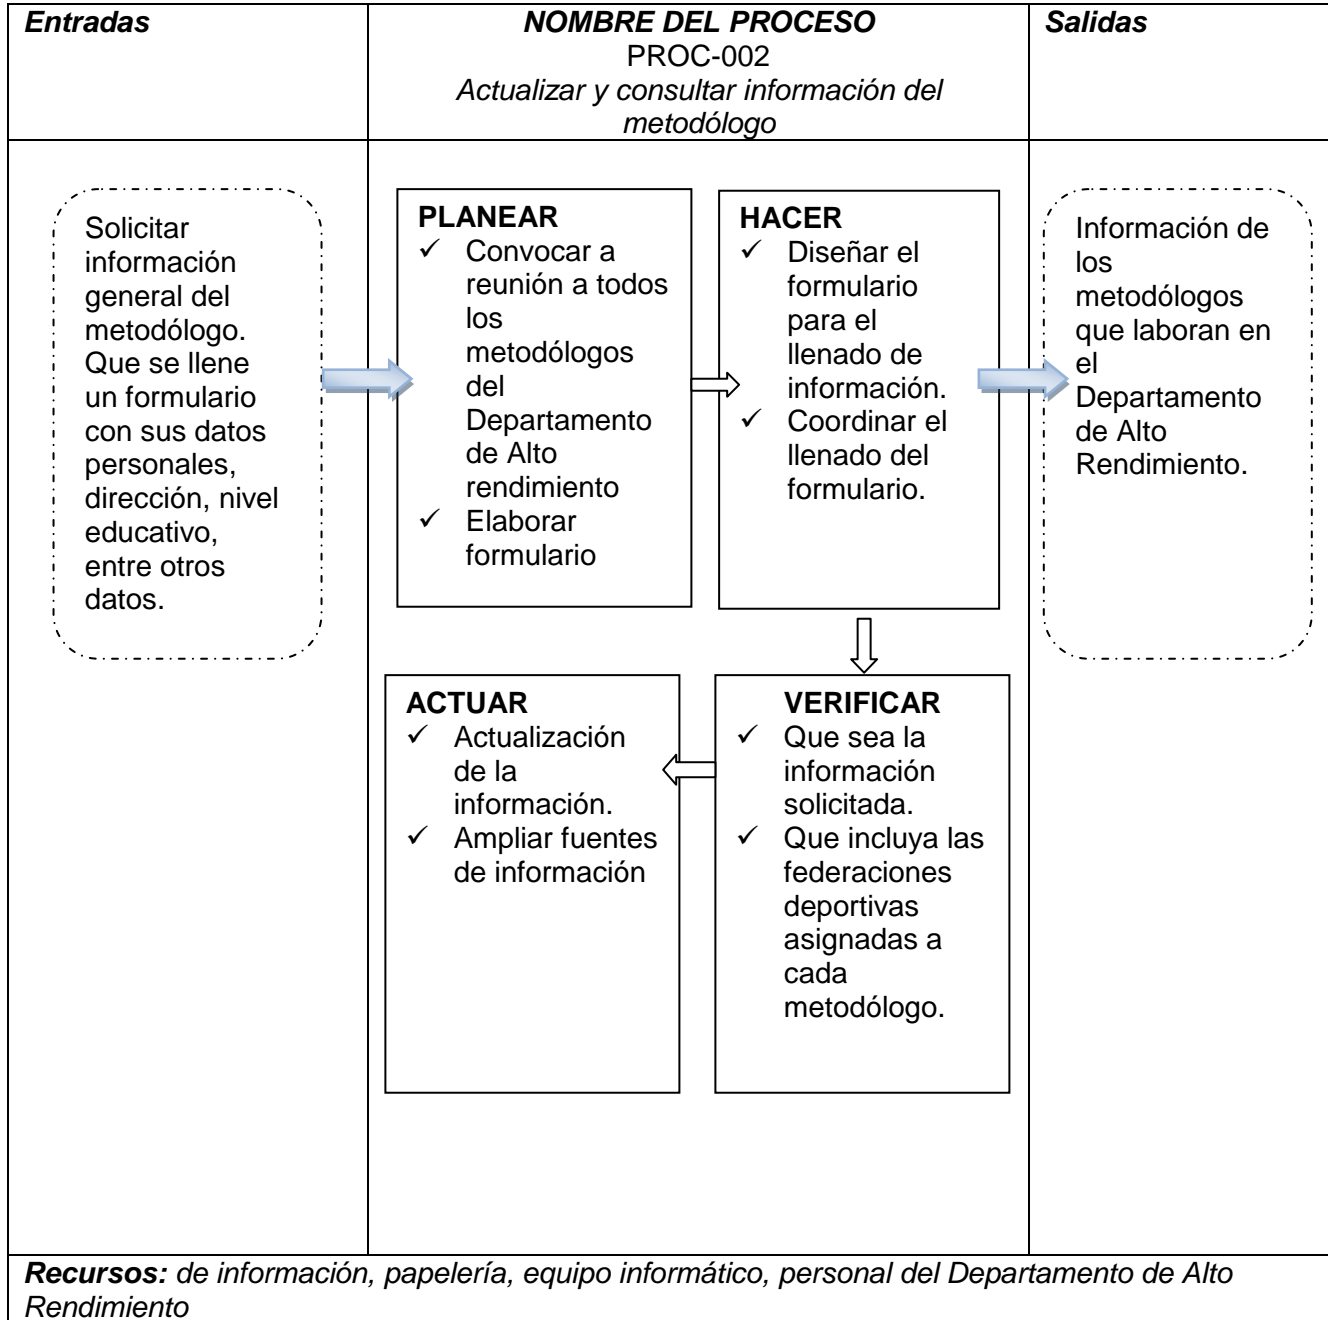 Entradas
NOMBRE DEL PROCESO
PROC-002
Actualizar y consultar información del
metodólogo
Salidas
Solicitar
información
general del
metodólogo.
Que se llene
un formulario
con sus datos
personales,
dirección, nivel
educativo,
entre otros
datos.
PLANEAR
✓ Convocar a
reunión a todos
los
metodólogos
del
Departamento
de Alto
rendimiento
✓ Elaborar
formulario
HACER
✓ Diseñar el
formulario
para el
llenado de
información.
✓ Coordinar el
llenado del
formulario.
Información de
los
metodólogos
que laboran en
el
Departamento
de Alto
Rendimiento.
ACTUAR
✓ Actualización
de la
información.
✓ Ampliar fuentes
de información
VERIFICAR
✓ Que sea la
información
solicitada.
✓ Que incluya las
federaciones
deportivas
asignadas a
cada
metodólogo.
Recursos: de información, papelería, equipo informático, personal del Departamento de Alto
Rendimiento